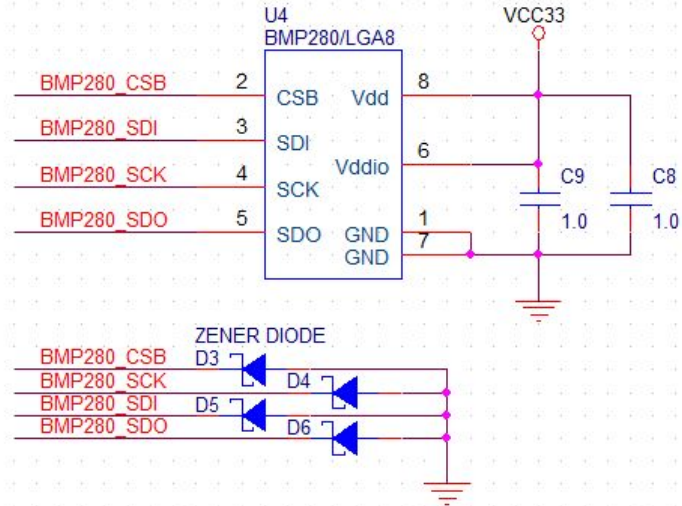 U4
BMP280/LGA8
VCC33
BMP280_CSB 2 CSB Vdd 8
BMP280_SDI 3 SDI
Vddio 6
BMP280_SCK 4 SCK
C9 C8
1.0 1.0
BMP280_SDO 5 SDO GND 1
GND 7
ZENER DIODE
BMP280_CSB D3
BMP280_SCK D4
BMP280_SDI D5
BMP280_SDO D6